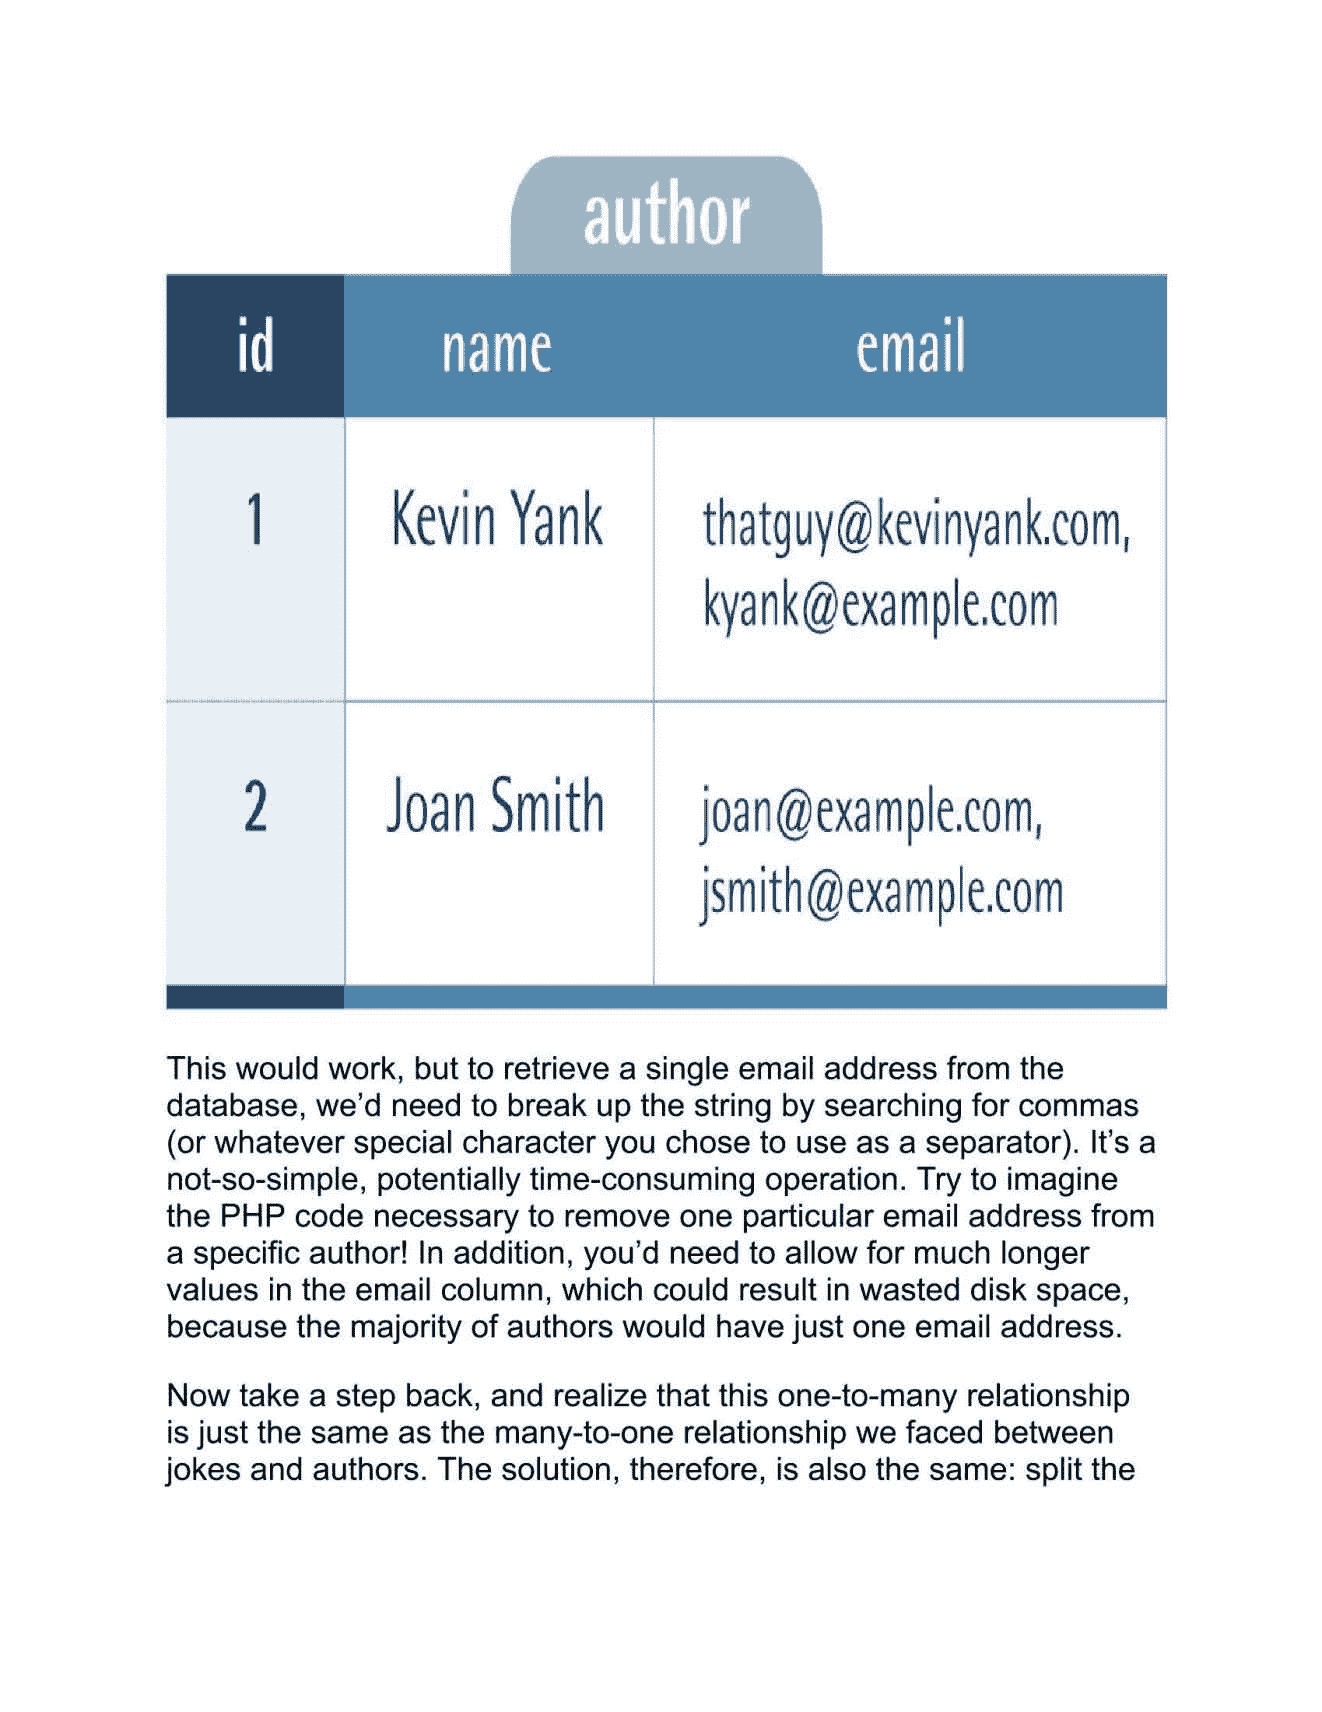 author
id name email
1 Kevin Yank thatguy@kevinyank.com,
kyank@example.com
2 Joan Smith joan@example.com,
jsmith@example.com
This would work, but to retrieve a single email address from the
database, we’d need to break up the string by searching for commas
(or whatever special character you chose to use as a separator). It’s a
not-so-simple, potentially time-consuming operation. Try to imagine
the PHP code necessary to remove one particular email address from
a specific author! In addition, you’d need to allow for much longer
values in the email column, which could result in wasted disk space,
because the majority of authors would have just one email address.
Now take a step back, and realize that this one-to-many relationship
is just the same as the many-to-one relationship we faced between
jokes and authors. The solution, therefore, is also the same: split the